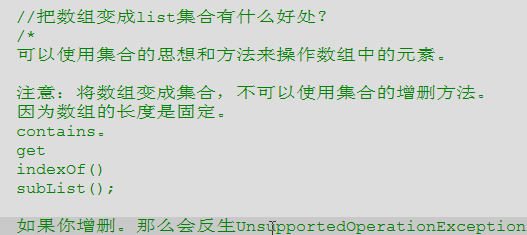 //把数组变成list集合有什么好处？
/*
可以使用集合的思想和方法来操作数组中的元素。
注意：将数组变成集合，不可以使用集合的增删方法。
因为数组的长度是固定。
contains。
get
indexOf()
subList();
如果你增删。那么会反生UnsupportedOperationException